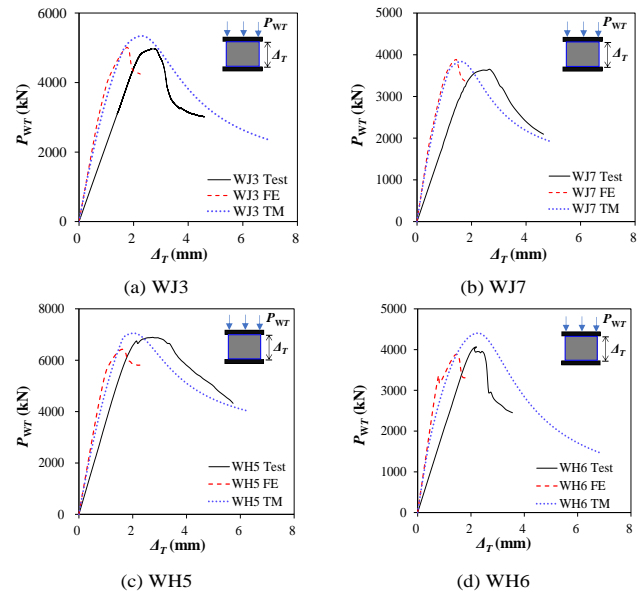 6000
5000
4000
3000
2000
1000
0
P_WT (kN)
P_WT
Δ_T
WJ3 Test
WJ3 FE
WJ3 TM
0 2 4 6 8
Δ_T (mm)
(a) WJ3
5000
4000
3000
2000
1000
0
P_WT (kN)
P_WT
Δ_T
WJ7 Test
WJ7 FE
WJ7 TM
0 2 4 6 8
Δ_T (mm)
(b) WJ7
8000
6000
4000
2000
0
P_WT (kN)
P_WT
Δ_T
WH5 Test
WH5 FE
WH5 TM
0 2 4 6 8
Δ_T (mm)
(c) WH5
5000
4000
3000
2000
1000
0
P_WT (kN)
P_WT
Δ_T
WH6 Test
WH6 FE
WH6 TM
0 2 4 6 8
Δ_T (mm)
(d) WH6